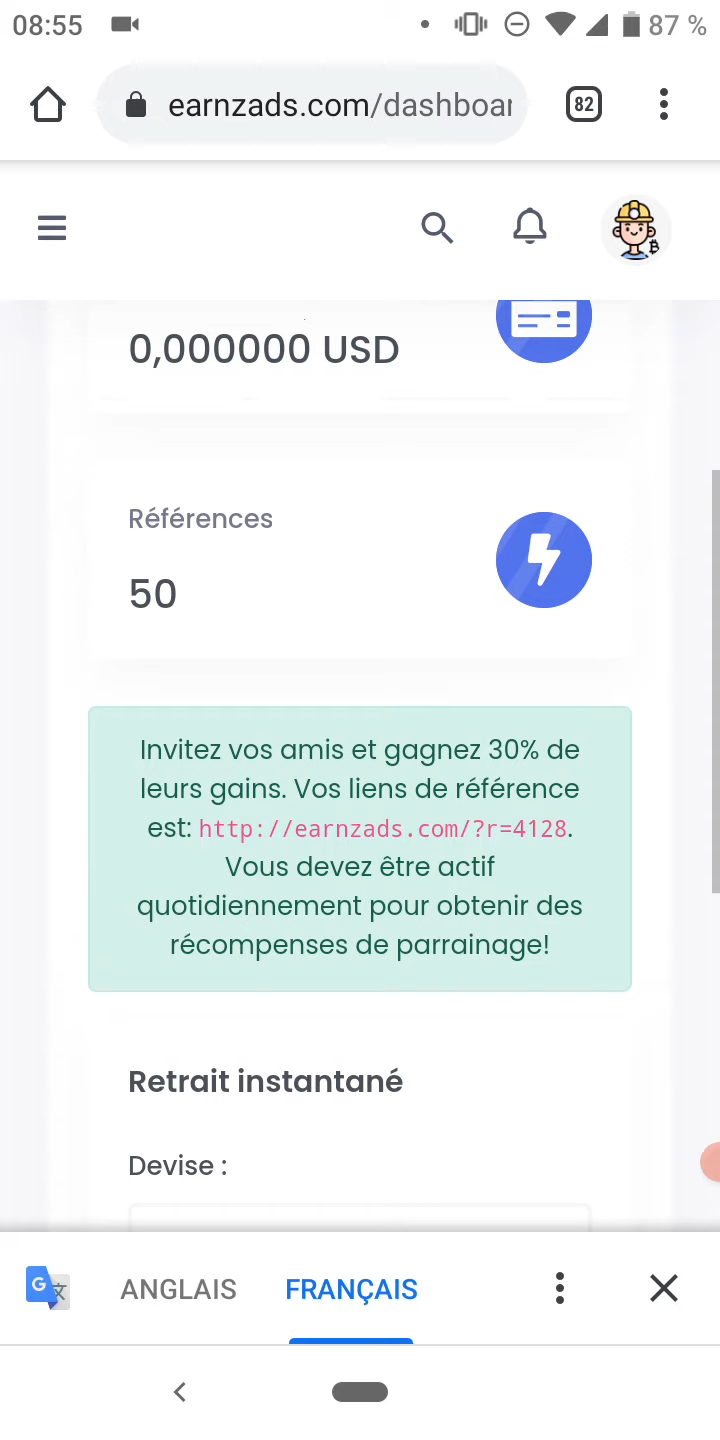 08:55
87 %
earnzads.com/dashboar
82
0,000000 USD
Références
50
Invitez vos amis et gagnez 30% de
leurs gains. Vos liens de référence
est: http://earnzads.com/?r=4128.
Vous devez être actif
quotidiennement pour obtenir des
récompenses de parrainage!
Retrait instantané
Devise :
G
ANGLAIS
FRANÇAIS